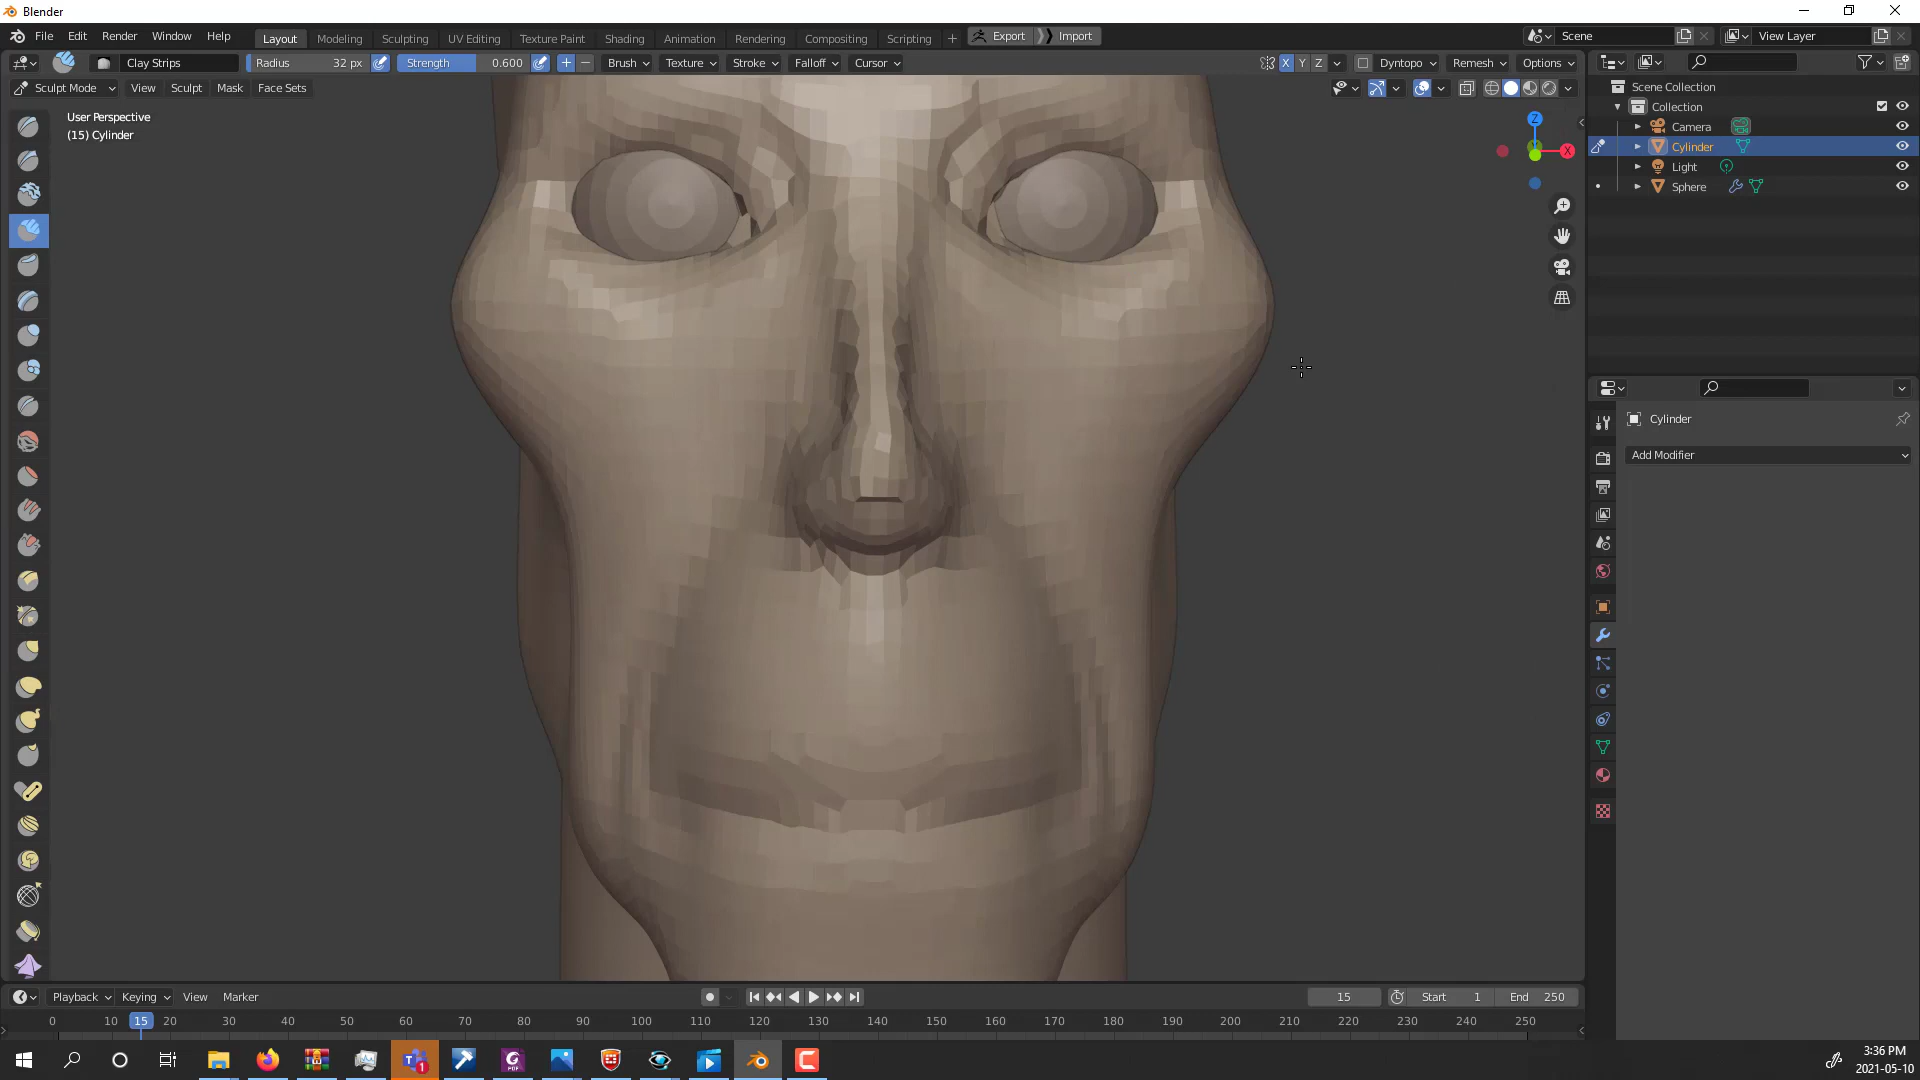 Blender
File Edit Render Window Help Layout Modeling Sculpting UV Editing Texture Paint Shading Animation Rendering Compositing Scripting + Export Import Scene View Layer
Clay Strips Radius 32 px Strength 0.600 + − Brush Texture Stroke Falloff Cursor X Y Z Dyntopo Remesh Options
Sculpt Mode View Sculpt Mask Face Sets
User Perspective
(15) Cylinder
Z
X
Scene Collection
Collection
Camera
Cylinder
Light
Sphere
Cylinder
Add Modifier
Playback Keying View Marker 15 Start 1 End 250
0 10 15 20 30 40 50 60 70 80 90 100 110 120 130 140 150 160 170 180 190 200 210 220 230 240 250
1
PDF
3:36 PM
2021-05-10